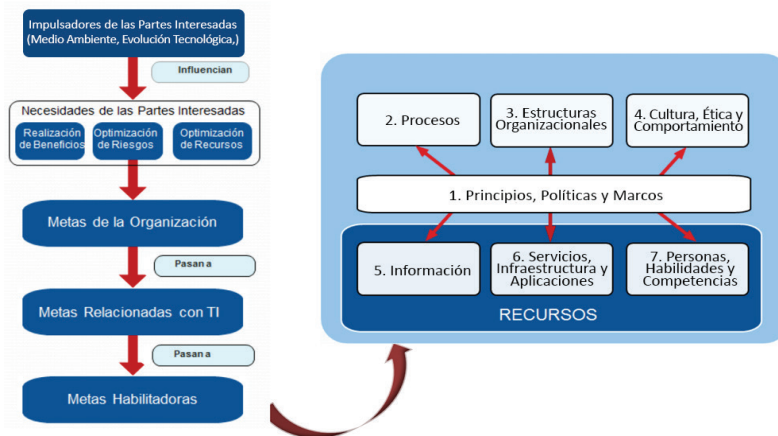 Impulsadores de las Partes Interesadas
(Medio Ambiente, Evolución Tecnológica,)
Influencian
Necesidades de las Partes Interesadas
Realización
de Beneficios
Optimización
de Riesgos
Optimización
de Recursos
Metas de la Organización
Pasan a
Metas Relacionadas con TI
Pasan a
Metas Habilitadoras
2. Procesos
3. Estructuras
Organizacionales
4. Cultura, Ética y
Comportamiento
1. Principios, Políticas y Marcos
5. Información
6. Servicios,
Infraestructura y
Aplicaciones
7. Personas,
Habilidades y
Competencias
RECURSOS